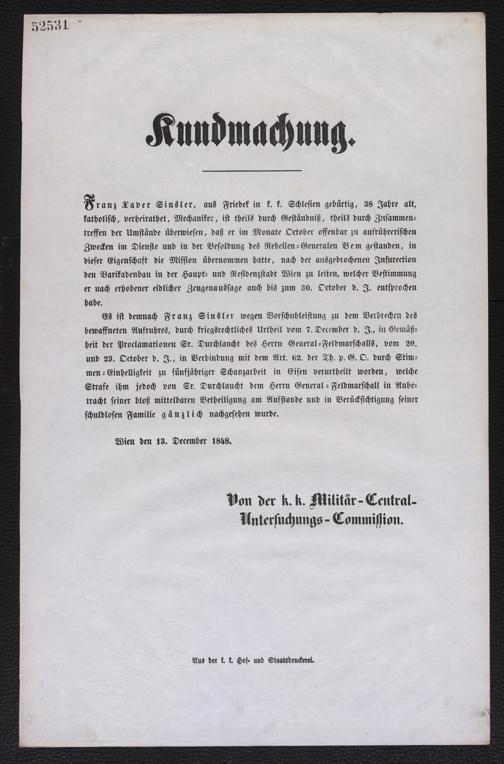 52531
Kundmachung.
Franz Xaver Sinsler, aus Friedek in k. k. Schlesien gebürtig, 38 Jahre alt,
katholisch, verheirathet, Mechaniker, ist theils durch Geständniß, theils durch Zusammen-
treffen der Umstände überwiesen, daß er im Monate October offenbar zu aufrührerischen
Zwecken im Dienste und in der Besoldung des Rebellen-Generalen Bem gestanden, in
dieser Eigenschaft die Mission übernommen hatte, nach der ausgebrochenen Insurection
den Barikadenbau in der Haupt- und Residenzstadt Wien zu leiten, welcher Bestimmung
er nach erhobener eidlicher Zeugenaussage auch bis zum 30. October d. J. entsprochen
habe.
Es ist demnach Franz Sinsler wegen Vorschubleistung zu dem Verbrechen des
bewaffneten Aufruhres, durch kriegsrechtliches Urtheil vom 7. December d. J., in Gemäß-
heit der Proclamationen Sr. Durchlaucht des Herrn General-Feldmarschalls, vom 20.
und 23. October d. J., in Verbindung mit dem Art. 62. der Th. p. G. O. durch Stim-
men-Einhelligkeit zu fünfjähriger Schanzarbeit in Eisen verurtheilt worden, welche
Strafe ihm jedoch von Sr. Durchlaucht dem Herrn General-Feldmarschall in Anbe-
tracht seiner bloß mittelbaren Betheiligung am Aufstande und in Berücksichtigung seiner
schuldlosen Familie gänzlich nachgesehen wurde.
Wien den 13. December 1848.
Von der k. k. Militär-Central-
Untersuchungs-Commission.
Aus der k. k. Hof- und Staatsdruckerei.